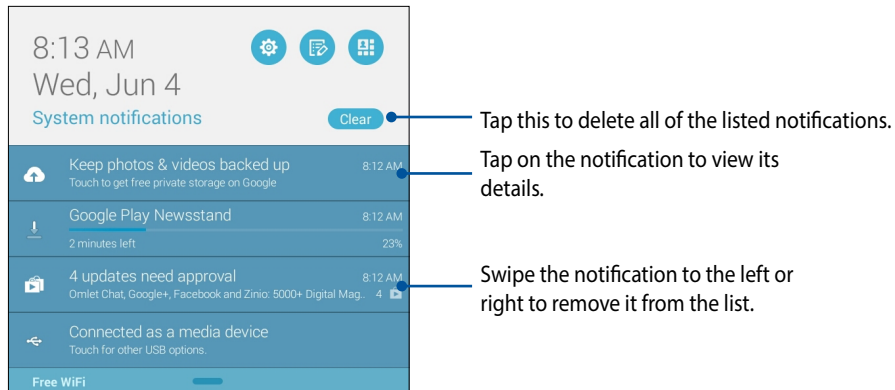 8:13 AM
Wed, Jun 4
System notifications
Clear
Tap this to delete all of the listed notifications.
Keep photos & videos backed up 8:12 AM
Touch to get free private storage on Google
Tap on the notification to view its
details.
Google Play Newsstand 8:12 AM
2 minutes left 23%
4 updates need approval 8:12 AM
Omlet Chat, Google+, Facebook and Zinio: 5000+ Digital Mag.. 4
Swipe the notification to the left or
right to remove it from the list.
Connected as a media device
Touch for other USB options.
Free WiFi